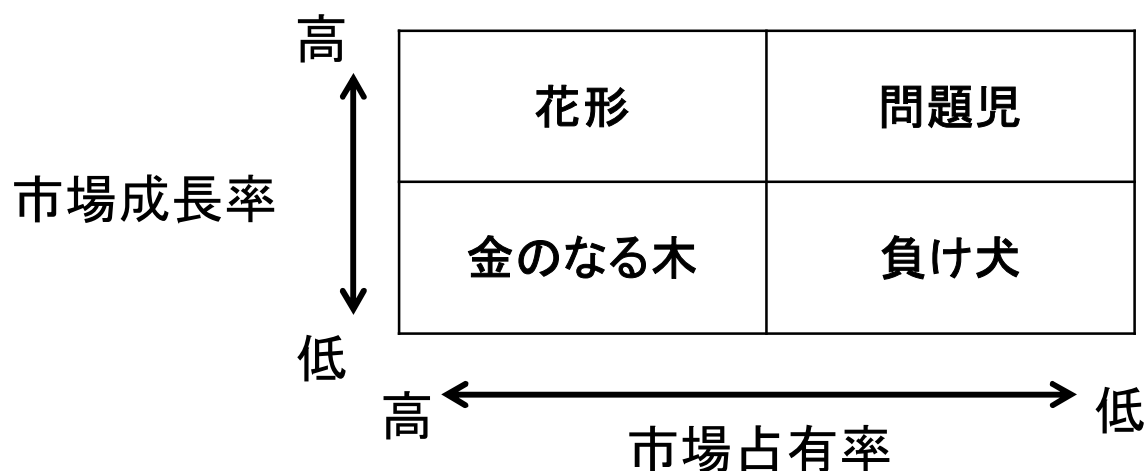 高
花形
問題児
市場成長率
金のなる木
負け犬
低
高
低
市場占有率